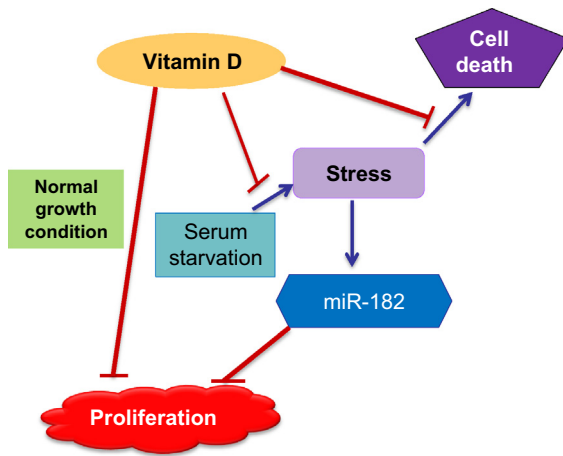 Cell
death
Vitamin D
Stress
Normal
growth
condition
Serum
starvation
miR-182
Proliferation